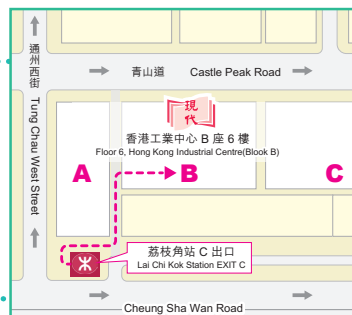 通州西街 Tung Chau West Street
青山道 Castle Peak Road
現
代
香港工業中心 B 座 6 樓
Floor 6, Hong Kong Industrial Centre(Blook B)
A
B
C
荔枝角站 C 出口
Lai Chi Kok Station EXIT C
Cheung Sha Wan Road